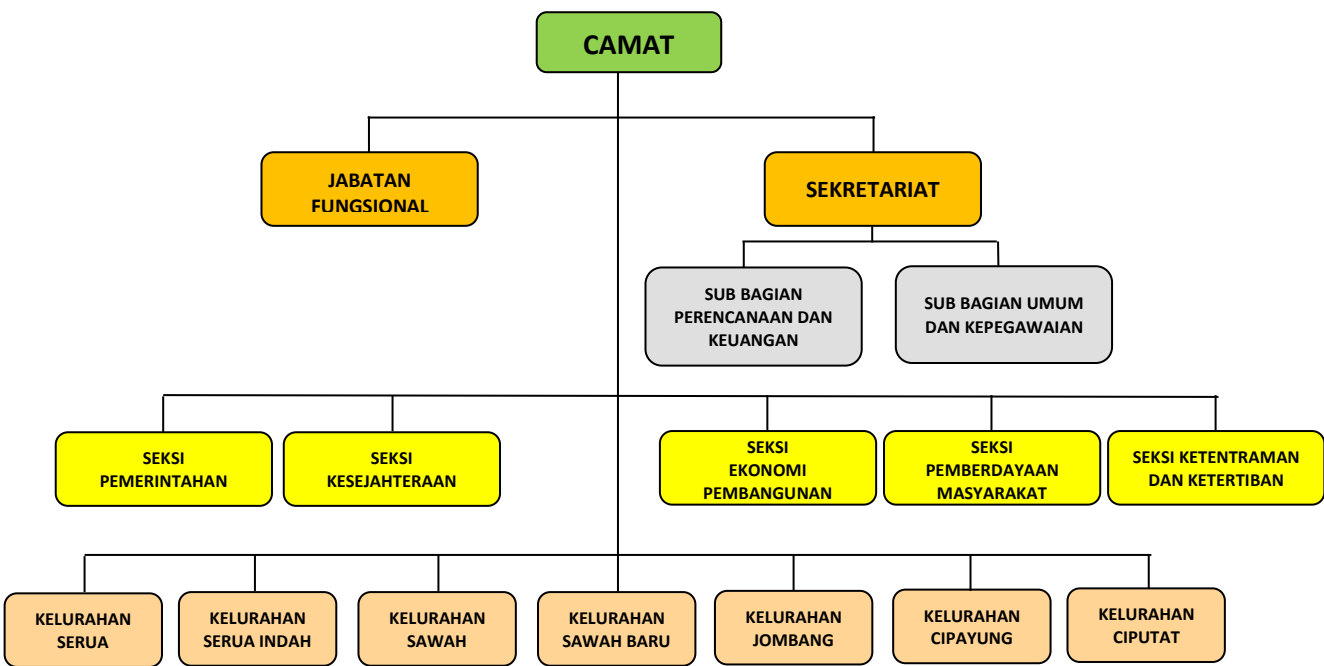 CAMAT
JABATAN
FUNGSIONAL
SEKRETARIAT
SUB BAGIAN
PERENCANAAN DAN
KEUANGAN
SUB BAGIAN UMUM
DAN KEPEGAWAIAN
SEKSI
PEMERINTAHAN
SEKSI
KESEJAHTERAAN
SEKSI
EKONOMI
PEMBANGUNAN
SEKSI
PEMBERDAYAAN
MASYARAKAT
SEKSI KETENTRAMAN
DAN KETERTIBAN
KELURAHAN
SERUA
KELURAHAN
SERUA INDAH
KELURAHAN
SAWAH
KELURAHAN
SAWAH BARU
KELURAHAN
JOMBANG
KELURAHAN
CIPAYUNG
KELURAHAN
CIPUTAT